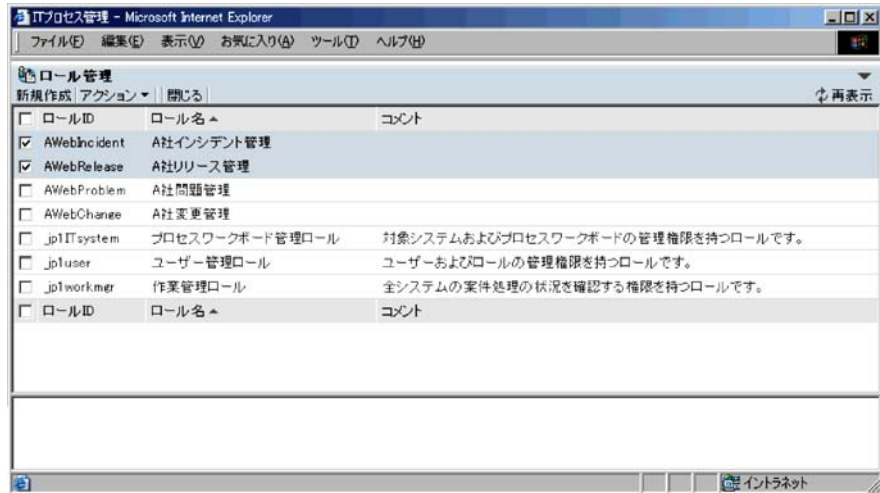 ITプロセス管理 - Microsoft Internet Explorer
ファイル(F) 編集(E) 表示(V) お気に入り(A) ツール(T) ヘルプ(H)
ロール管理
新規作成 アクション 閉じる 再表示
ロールID ロール名 コメント
AWebIncident A社インシデント管理
AWebRelease A社リリース管理
AWebProblem A社問題管理
AWebChange A社変更管理
_jp1ITsystem プロセスワークボード管理ロール 対象システムおよびプロセスワークボードの管理権限を持つロールです。
_jp1user ユーザー管理ロール ユーザーおよびロールの管理権限を持つロールです。
_jp1workmgr 作業管理ロール 全システムの案件処理の状況を確認する権限を持つロールです。
ロールID ロール名 コメント
イントラネット